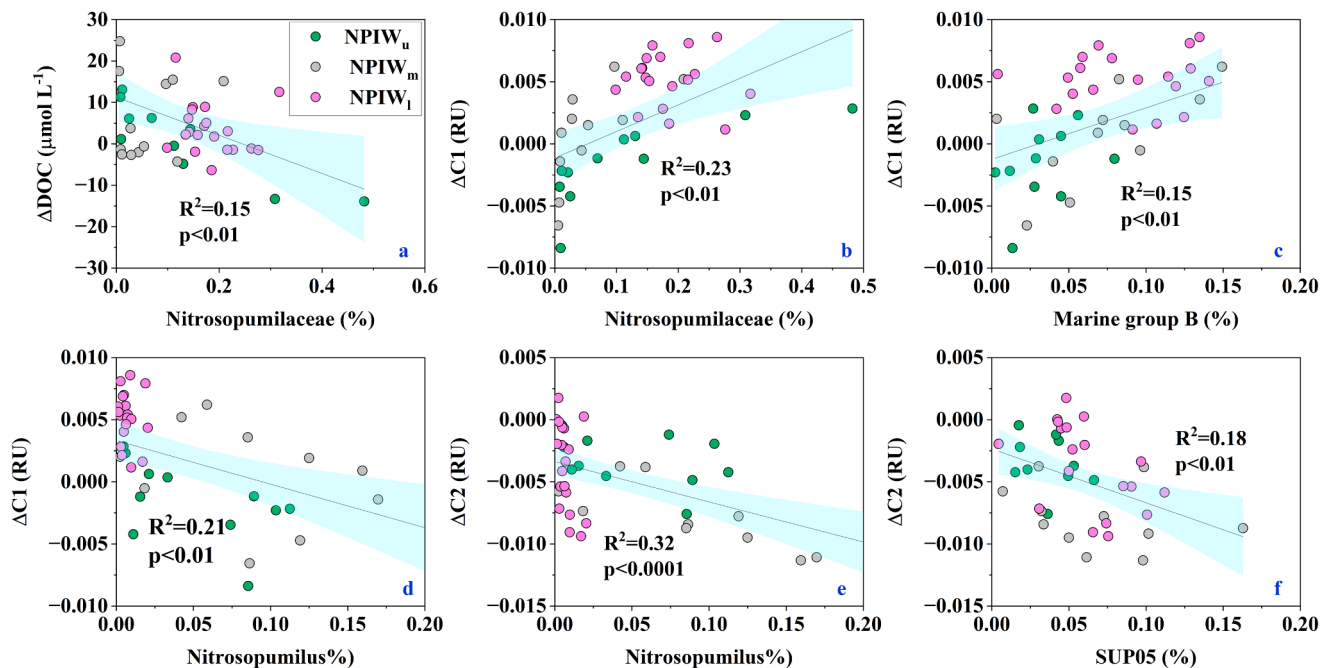 30
20
10
0
−10
−20
−30
ΔDOC (μmol L⁻¹)
NPIWᵤ
NPIWₘ
NPIWₗ
R²=0.15
p<0.01
a
0.0 0.2 0.4 0.6
Nitrosopumilaceae (%)
0.010
0.005
0.000
−0.005
−0.010
ΔC1 (RU)
R²=0.23
p<0.01
b
0.0 0.1 0.2 0.3 0.4 0.5
Nitrosopumilaceae (%)
0.010
0.005
0.000
−0.005
−0.010
ΔC1 (RU)
R²=0.15
p<0.01
c
0.00 0.05 0.10 0.15 0.20
Marine group B (%)
0.010
0.005
0.000
−0.005
−0.010
ΔC1 (RU)
R²=0.21
p<0.01
d
0.00 0.05 0.10 0.15 0.20
Nitrosopumilus%)
0.005
0.000
−0.005
−0.010
−0.015
ΔC2 (RU)
R²=0.32
p<0.0001
e
0.00 0.05 0.10 0.15 0.20
Nitrosopumilus%)
0.005
0.000
−0.005
−0.010
−0.015
ΔC2 (RU)
R²=0.18
p<0.01
f
0.00 0.05 0.10 0.15 0.20
SUP05 (%)